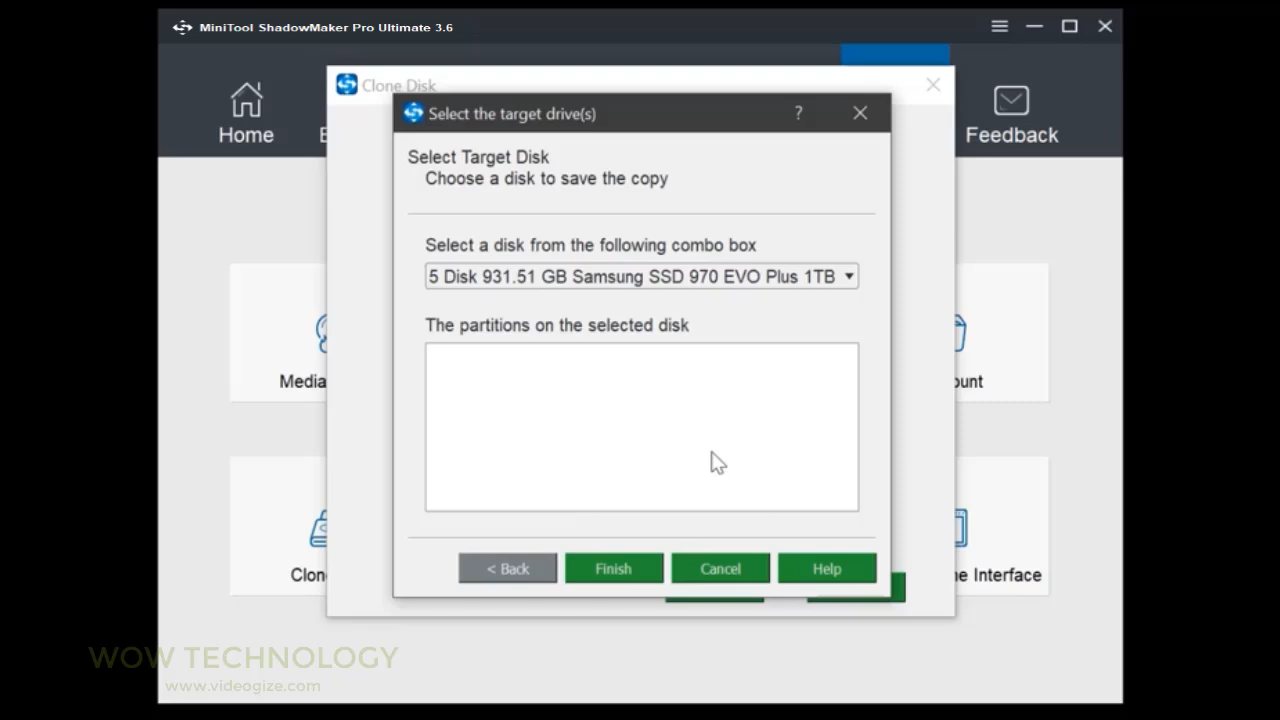 MiniTool ShadowMaker Pro Ultimate 3.6
Home
Feedback
Clone Disk
Select the target drive(s)
?
Select Target Disk
Choose a disk to save the copy
Select a disk from the following combo box
5 Disk 931.51 GB Samsung SSD 970 EVO Plus 1TB
The partitions on the selected disk
Media
ount
Clon
ne Interface
< Back
Finish
Cancel
Help
WOW TECHNOLOGY
www.videogize.com